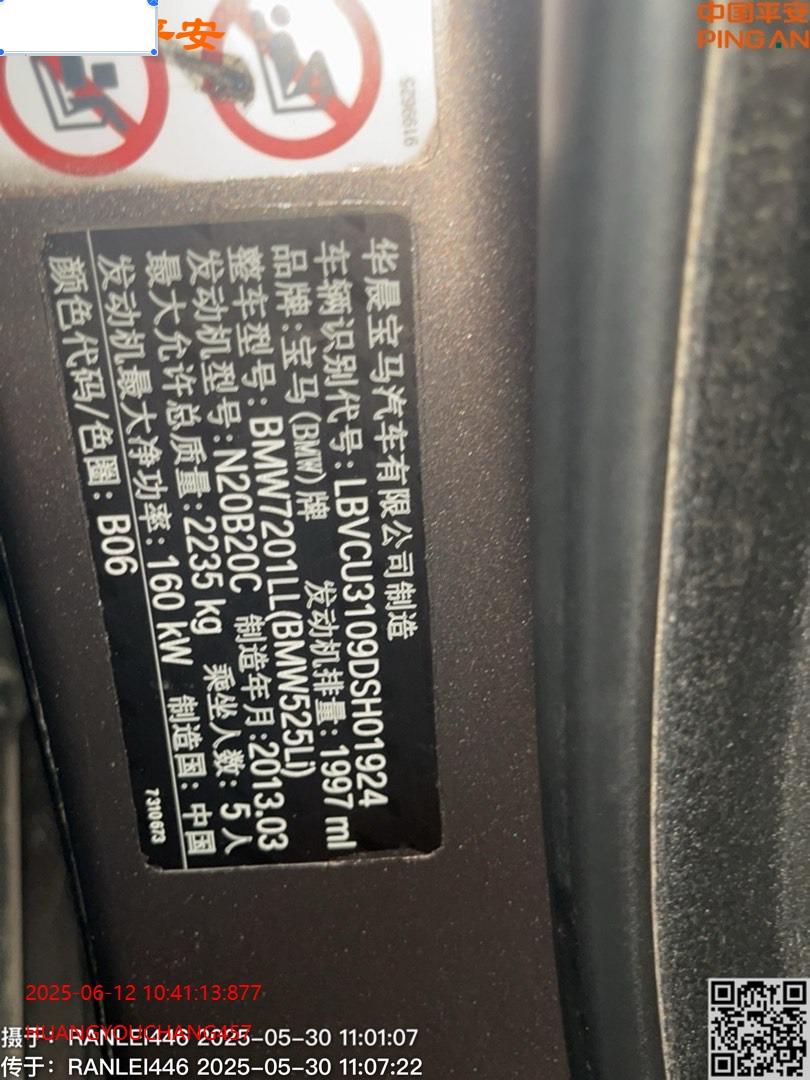 平安
中国平安
PING AN
华晨宝马汽车有限公司制造
车辆识别代号：LBVCU3109DSH01924
品牌：宝马(BMW)牌 发动机排量：1997 ml
整车型号：BMW7201LL(BMW525Li)
发动机型号：N20B20C 制造年月：2013.03
最大允许总质量：2235 kg 乘坐人数：5人
发动机最大净功率：160 kW 制造国：中国
颜色代码/色圈：B06
7310673
2025-06-12 10:41:13:877
HUANGYOUCHANG457
摄于：RANLEI446 2025-05-30 11:01:07
传于：RANLEI446 2025-05-30 11:07:22